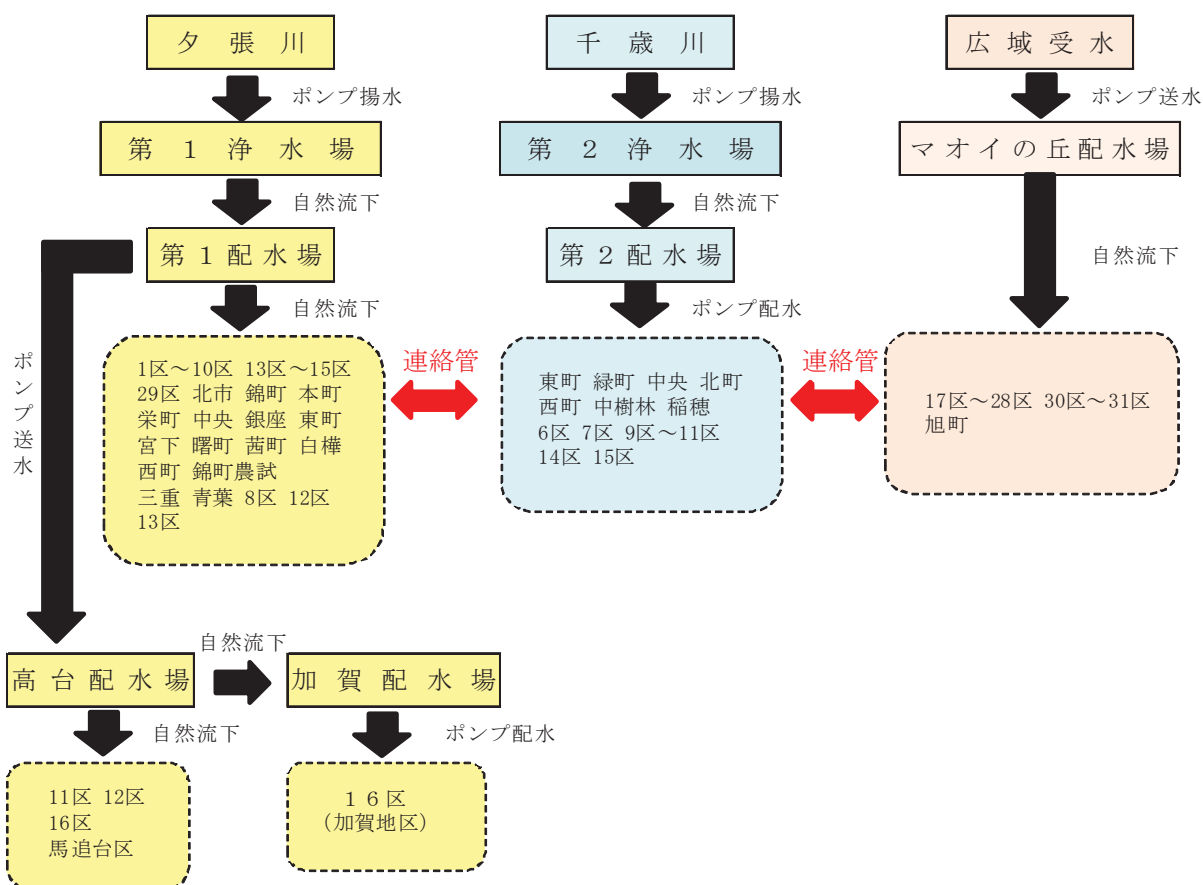 夕張川
千歳川
広域受水
ポンプ揚水
ポンプ揚水
ポンプ送水
第1浄水場
第2浄水場
マオイの丘配水場
自然流下
自然流下
自然流下
第1配水場
第2配水場
自然流下
ポンプ配水
ポンプ送水
1区~10区 13区~15区
29区 北市 錦町 本町
栄町 中央 銀座 東町
宮下 曙町 茜町 白樺
西町 錦町農試
三重 青葉 8区 12区
13区
連絡管
東町 緑町 中央 北町
西町 中樹林 稲穂
6区 7区 9区~11区
14区 15区
連絡管
17区~28区 30区~31区
旭町
高台配水場
自然流下
加賀配水場
自然流下
ポンプ配水
11区 12区
16区
馬追台区
16区
(加賀地区)